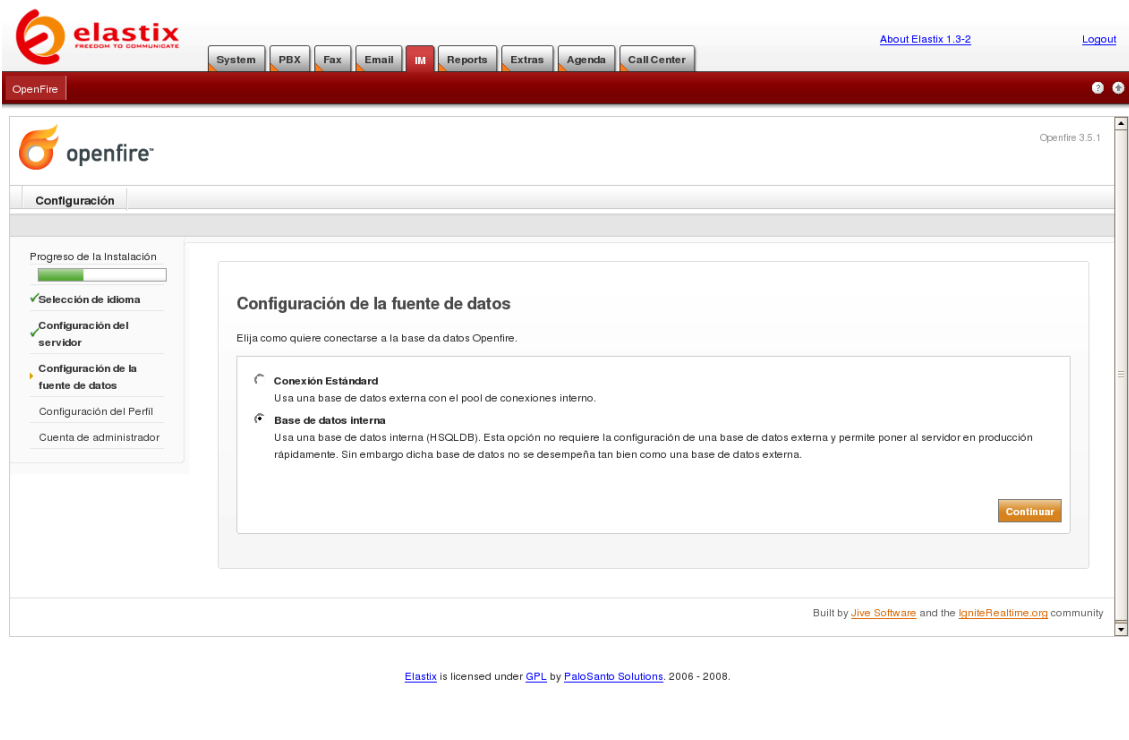 elastix
FREEDOM TO COMMUNICATE
About Elastix 1.3-2
Logout
System
PBX
Fax
Email
IM
Reports
Extras
Agenda
Call Center
OpenFire
?
openfire™
Openfire 3.5.1
Configuración
Progreso de la Instalación
Selección de idioma
Configuración del
servidor
Configuración de la
fuente de datos
Configuración del Perfil
Cuenta de administrador
Configuración de la fuente de datos
Elija como quiere conectarse a la base da datos Openfire.
Conexión Estándard
Usa una base de datos externa con el pool de conexiones interno.
Base de datos interna
Usa una base de datos interna (HSQLDB). Esta opción no requiere la configuración de una base de datos externa y permite poner al servidor en producción
rápidamente. Sin embargo dicha base de datos no se desempeña tan bien como una base de datos externa.
Continuar
Built by Jive Software and the IgniteRealtime.org community
Elastix is licensed under GPL by PaloSanto Solutions. 2006 - 2008.